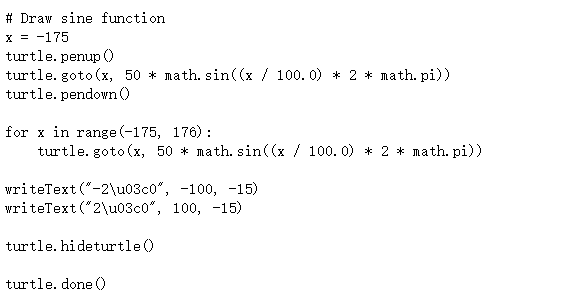 # Draw sine function
x = -175
turtle.penup()
turtle.goto(x, 50 * math.sin((x / 100.0) * 2 * math.pi))
turtle.pendown()
for x in range(-175, 176):
    turtle.goto(x, 50 * math.sin((x / 100.0) * 2 * math.pi))
writeText("-2\u03c0", -100, -15)
writeText("2\u03c0", 100, -15)
turtle.hideturtle()
turtle.done()